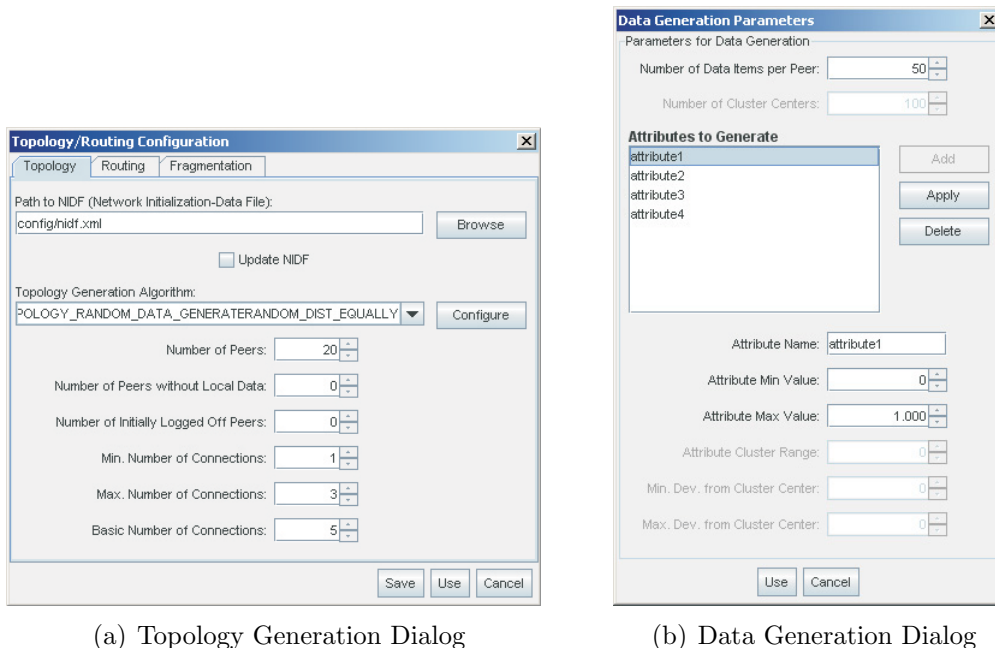 Topology/Routing Configuration
Topology Routing Fragmentation
Path to NIDF (Network Initialization-Data File):
config/nidf.xml Browse
Update NIDF
Topology Generation Algorithm:
POLOGY_RANDOM_DATA_GENERATERANDOM_DIST_EQUALLY Configure
Number of Peers: 20
Number of Peers without Local Data: 0
Number of Initially Logged Off Peers: 0
Min. Number of Connections: 1
Max. Number of Connections: 3
Basic Number of Connections: 5
Save Use Cancel
(a) Topology Generation Dialog
Data Generation Parameters
Parameters for Data Generation
Number of Data Items per Peer: 50
Number of Cluster Centers: 100
Attributes to Generate
attribute1 Add
attribute2
attribute3 Apply
attribute4
Delete
Attribute Name: attribute1
Attribute Min Value: 0
Attribute Max Value: 1.000
Attribute Cluster Range: 0
Min. Dev. from Cluster Center: 0
Max. Dev. from Cluster Center: 0
Use Cancel
(b) Data Generation Dialog